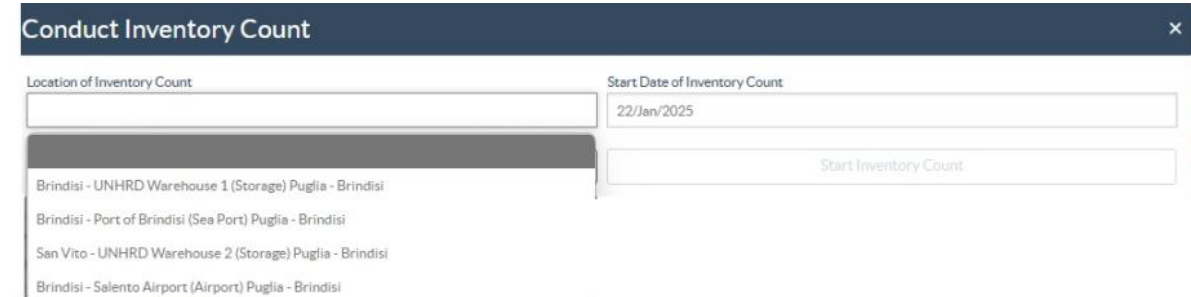 Conduct Inventory Count ×
Location of Inventory Count
Start Date of Inventory Count
22/Jan/2025
Start Inventory Count
Brindisi - UNHRD Warehouse 1 (Storage) Puglia - Brindisi
Brindisi - Port of Brindisi (Sea Port) Puglia - Brindisi
San Vito - UNHRD Warehouse 2 (Storage) Puglia - Brindisi
Brindisi - Salento Airport (Airport) Puglia - Brindisi